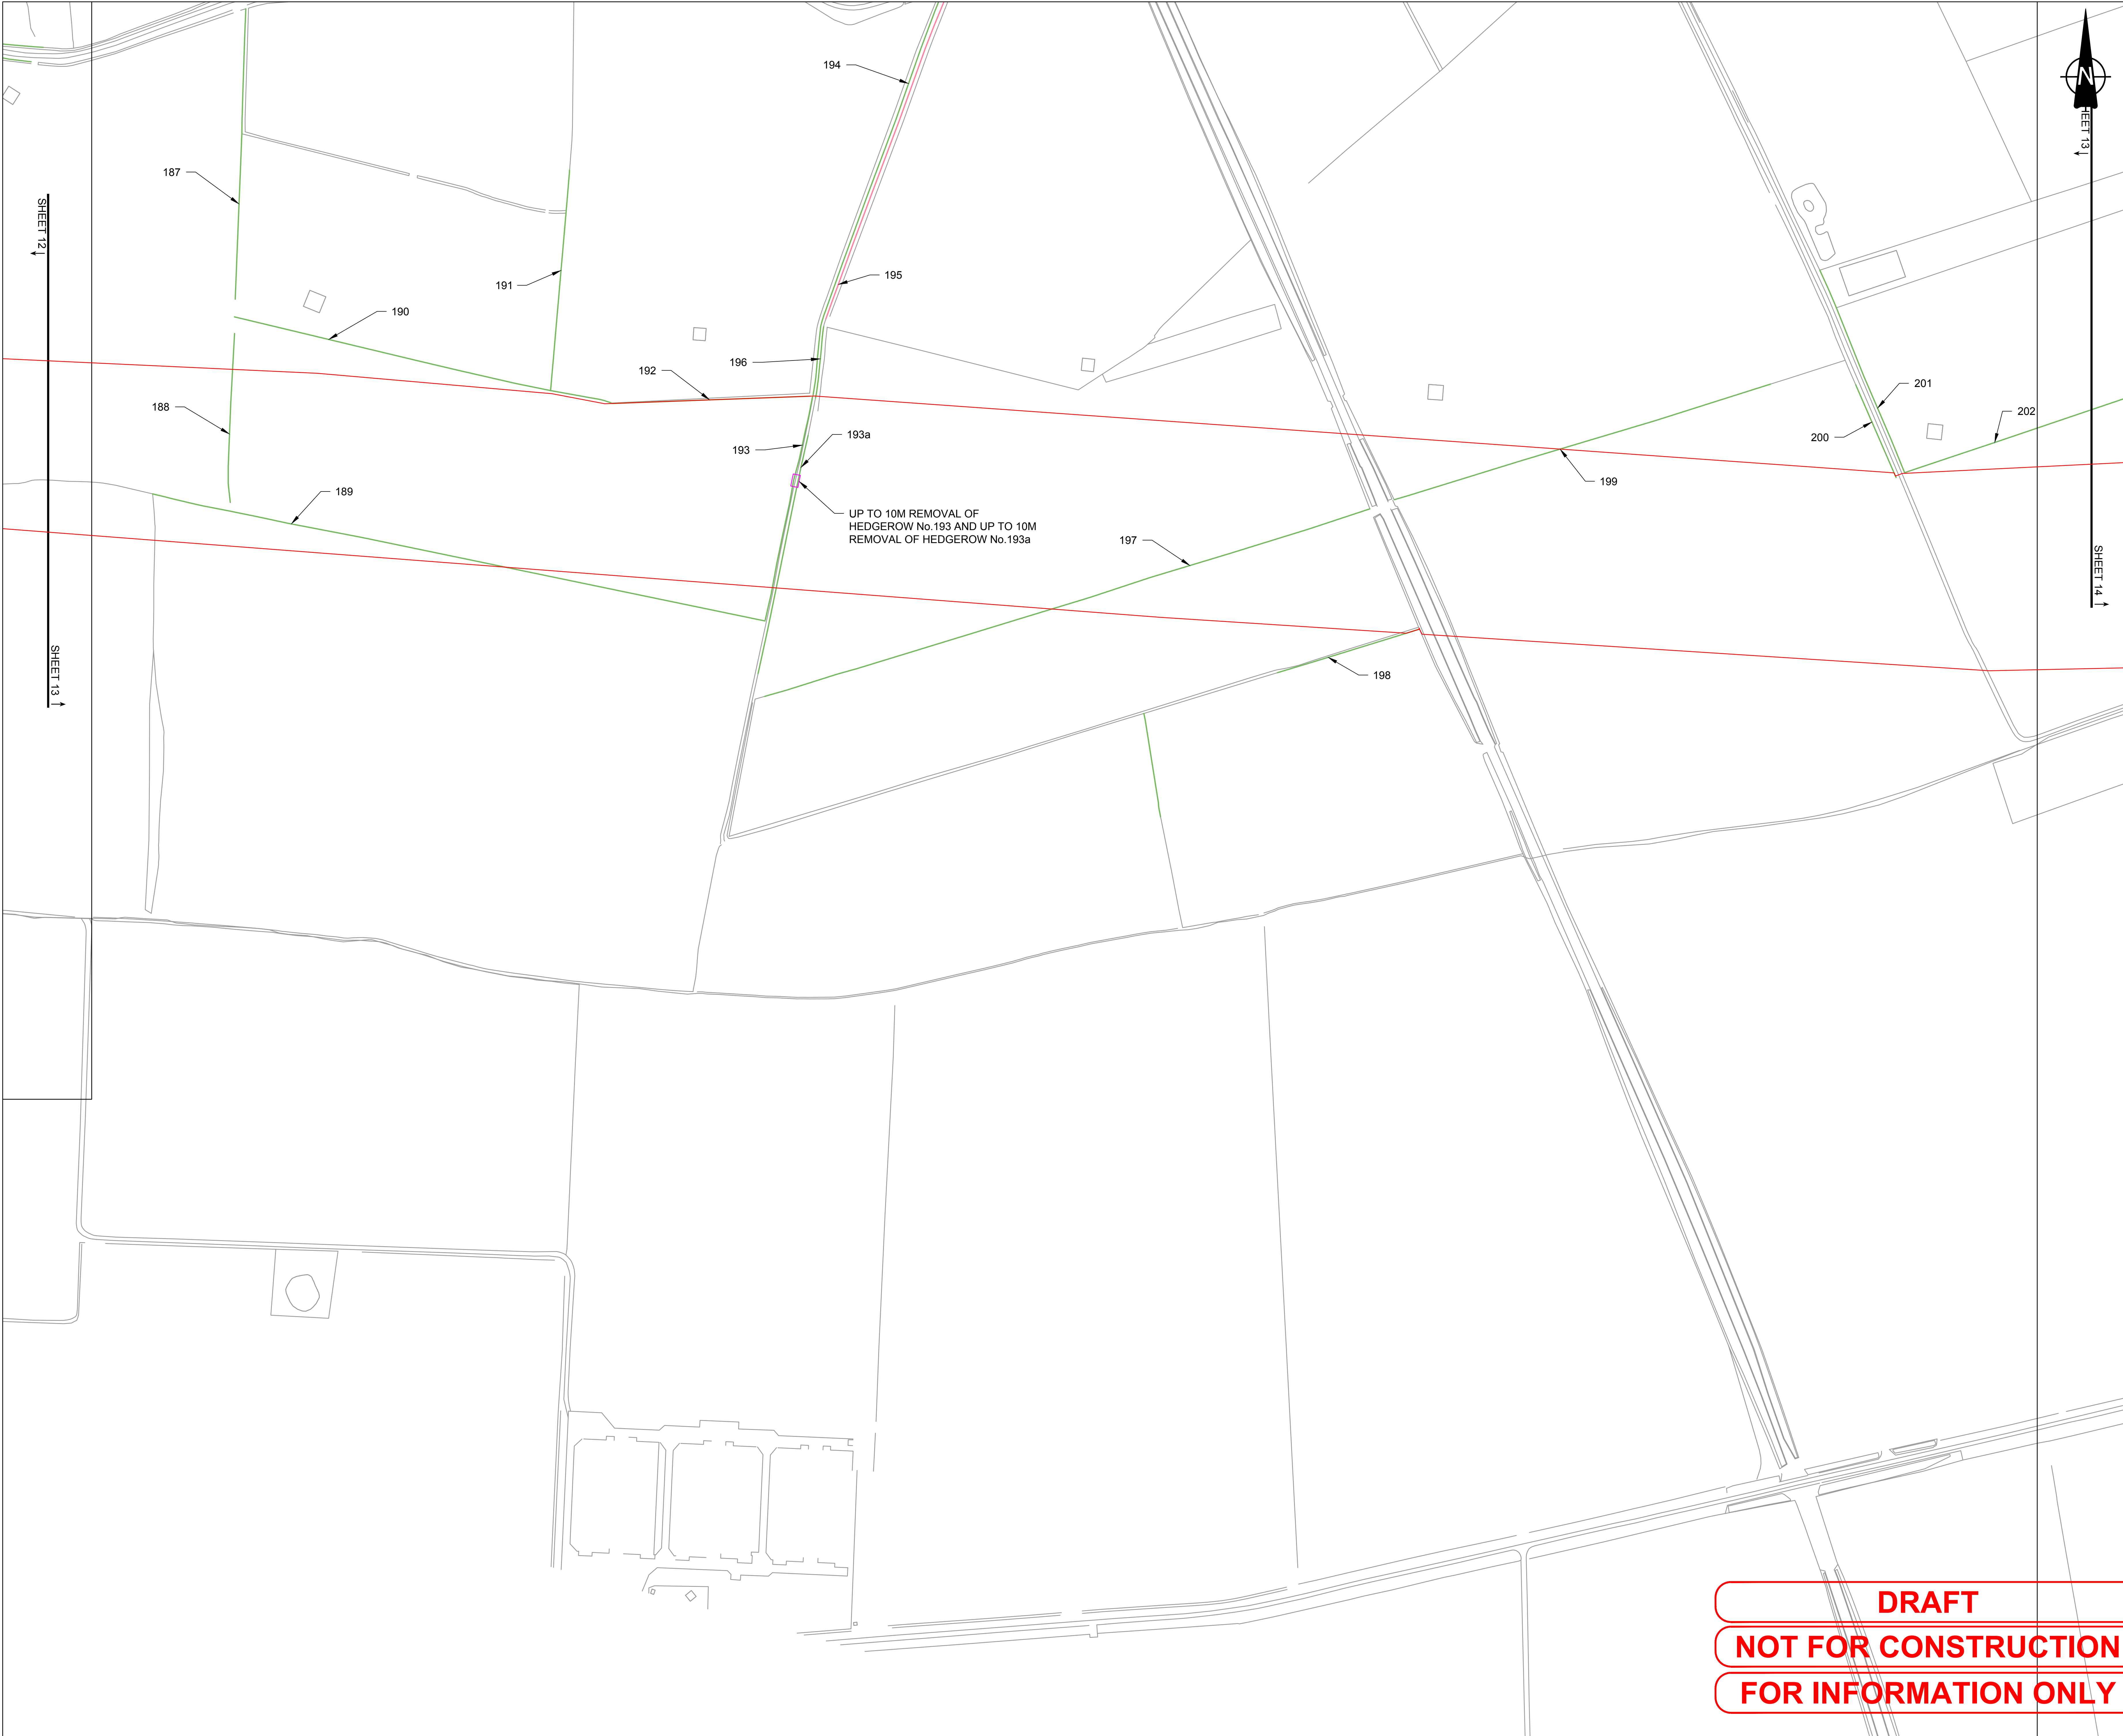 194
N
SHEET 13
187
SHEET 12
195
191
190
196
192
201
202
188
193a
193
200
199
189
UP TO 10M REMOVAL OF
HEDGEROW No.193 AND UP TO 10M
REMOVAL OF HEDGEROW No.193a
197
SHEET 14
SHEET 13
198
DRAFT
NOT FOR CONSTRUCTION
FOR INFORMATION ONLY